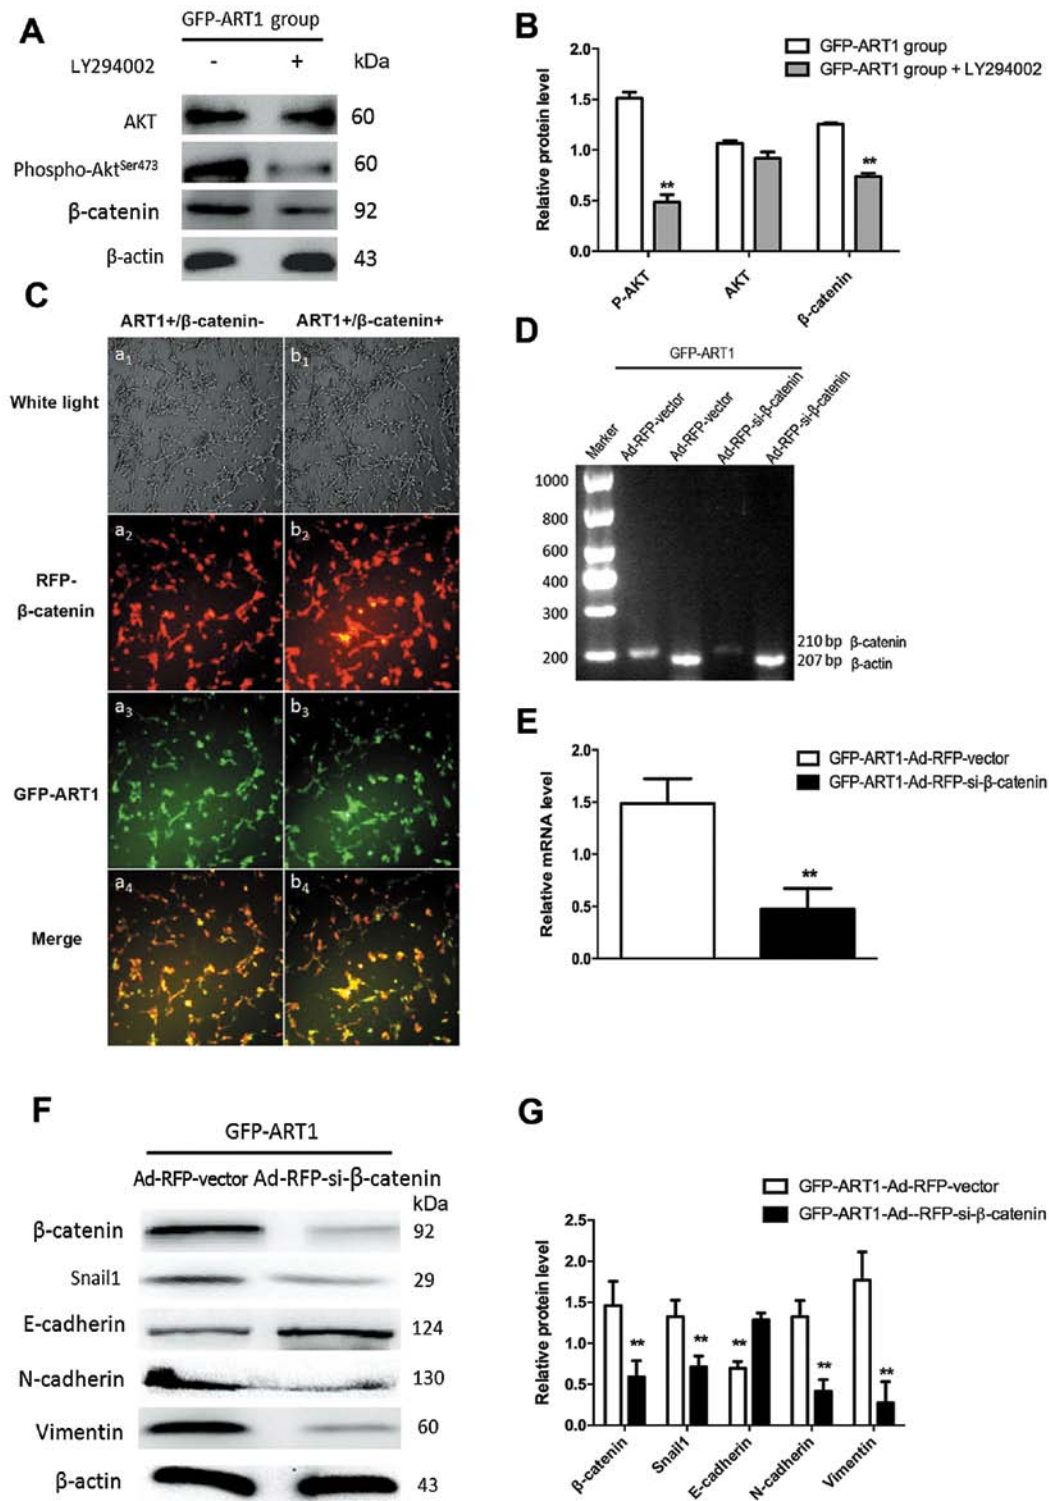 A
GFP-ART1 group
LY294002 - + kDa
AKT 60
Phospho-Akt^Ser473 60
β-catenin 92
β-actin 43
B
GFP-ART1 group
GFP-ART1 group + LY294002
Relative protein level
2.0
1.5
1.0
0.5
0.0
**
**
P-AKT
AKT
β-catenin
C
ART1+/β-catenin- ART1+/β-catenin+
White light
a1 b1
RFP-
β-catenin
a2 b2
GFP-ART1
a3 b3
Merge
a4 b4
D
GFP-ART1
Marker
Ad-RFP-vector
Ad-RFP-vector
Ad-RFP-si-β-catenin
Ad-RFP-si-β-catenin
1000
800
600
400
300
200
210 bp β-catenin
207 bp β-actin
E
GFP-ART1-Ad-RFP-vector
GFP-ART1-Ad-RFP-si-β-catenin
Relative mRNA level
2.0
1.5
1.0
0.5
0.0
**
F
GFP-ART1
Ad-RFP-vector Ad-RFP-si-β-catenin
kDa
β-catenin 92
Snail1 29
E-cadherin 124
N-cadherin 130
Vimentin 60
β-actin 43
G
GFP-ART1-Ad-RFP-vector
GFP-ART1-Ad--RFP-si-β-catenin
Relative protein level
2.5
2.0
1.5
1.0
0.5
0.0
**
**
**
**
**
β-catenin
Snail1
E-cadherin
N-cadherin
Vimentin